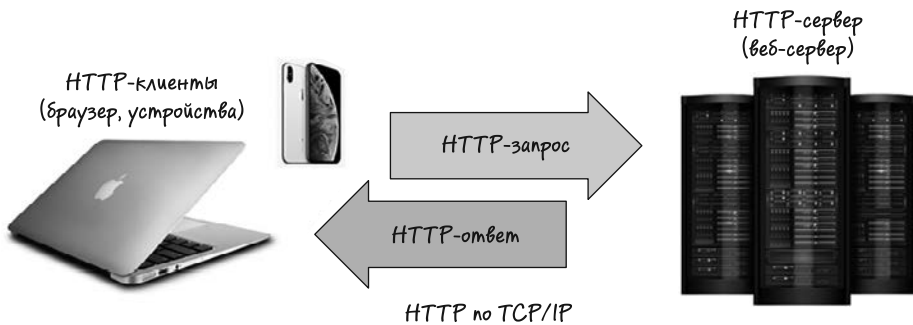 HTTP-сервер
(веб-сервер)
HTTP-клиенты
(браузер, устройства)
HTTP-запрос
HTTP-ответ
HTTP по TCP/IP